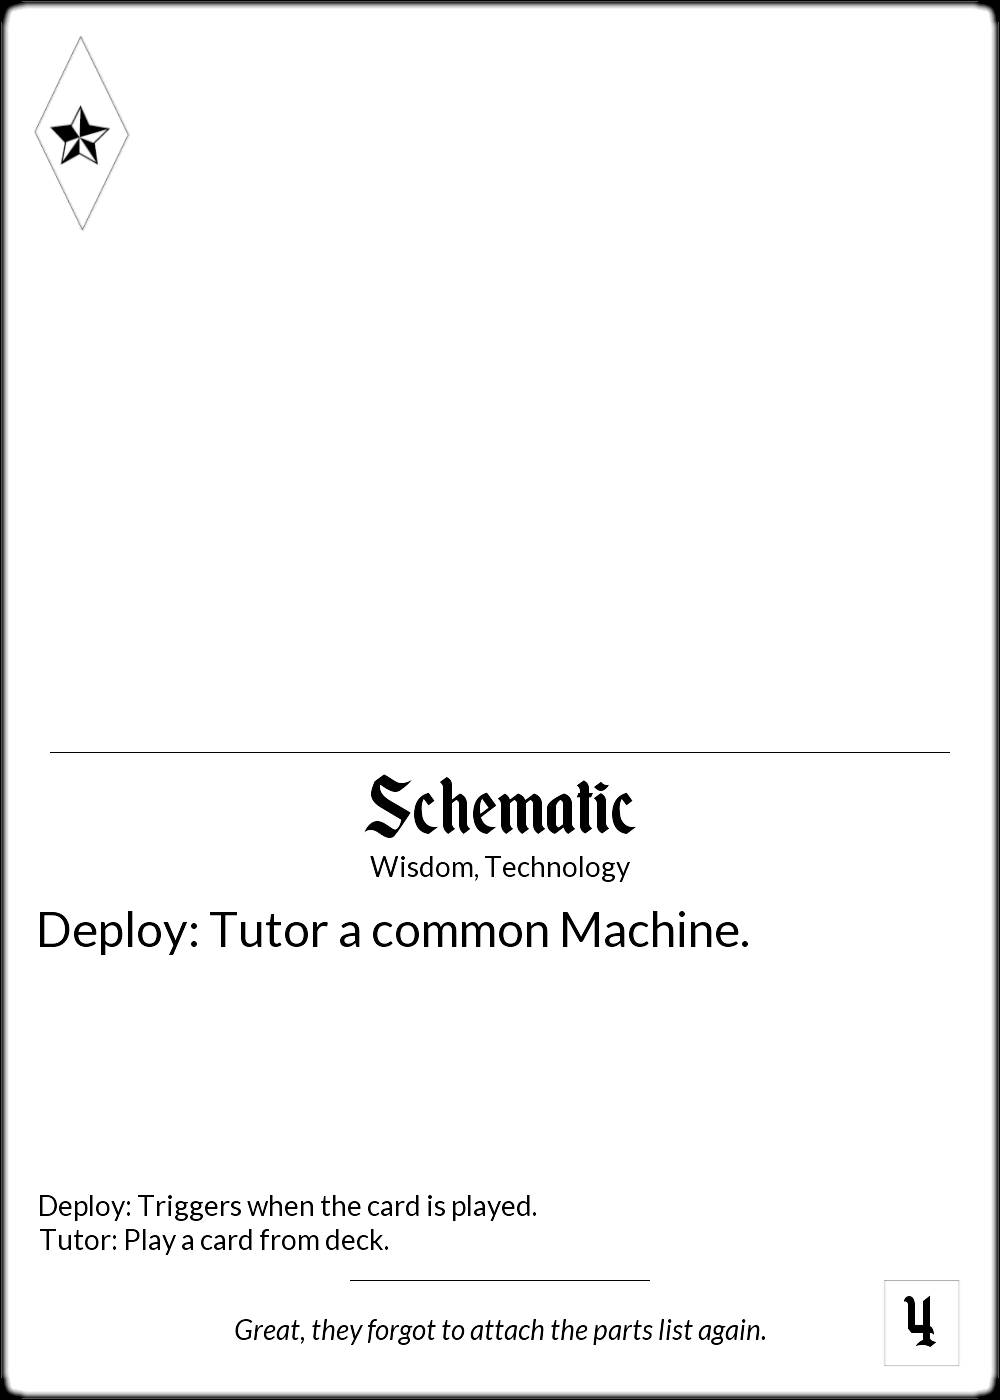 Schematic
Wisdom, Technology
Deploy: Tutor a common Machine.
Deploy: Triggers when the card is played.
Tutor: Play a card from deck.
Great, they forgot to attach the parts list again.
4